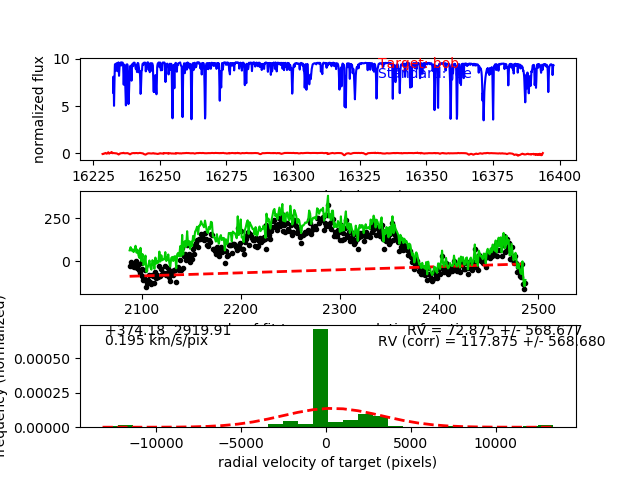 10
5
0
normalized flux
Target: bob
16225 16250 16275 16300 16325 16350 16375 16400
250
0
2100 2200 2300 2400 2500
+374.18 2919.91
0.195 km/s/pix
RV = 72.875 +/- 568.677
RV (corr) = 117.875 +/- 568.680
0.00050
0.00025
0.00000
−10000 −5000 0 5000 10000
radial velocity of target (pixels)